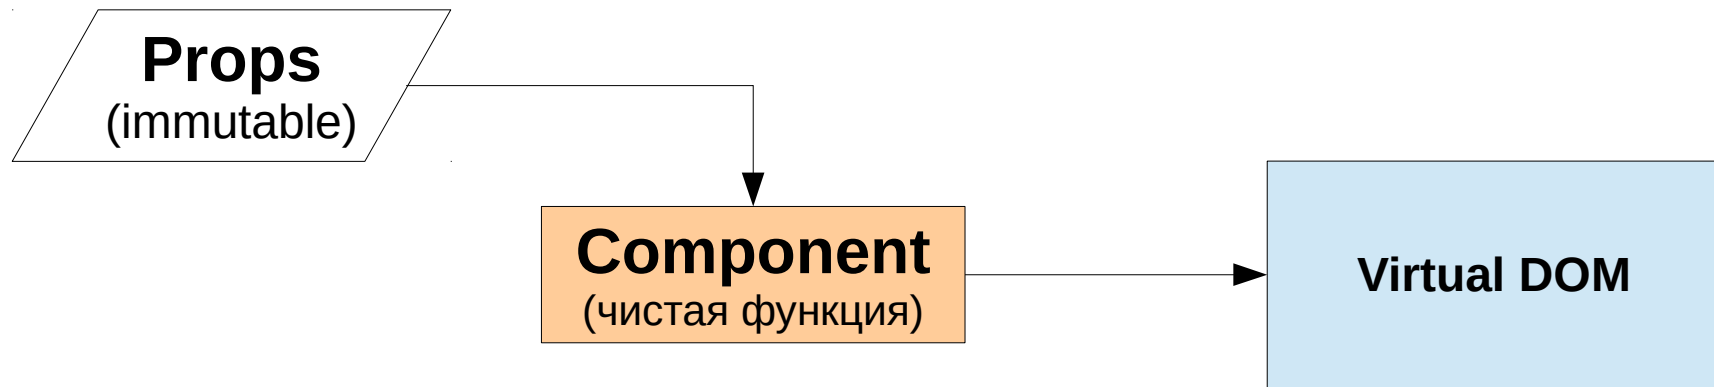 Props
(immutable)
Component
(чистая функция)
Virtual DOM